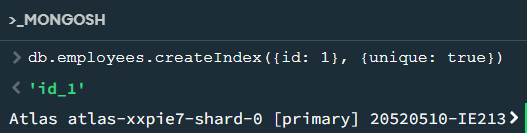 >_MONGOSH
> db.employees.createIndex({id: 1}, {unique: true})
< 'id_1'
Atlas atlas-xxpie7-shard-0 [primary] 20520510-IE213>